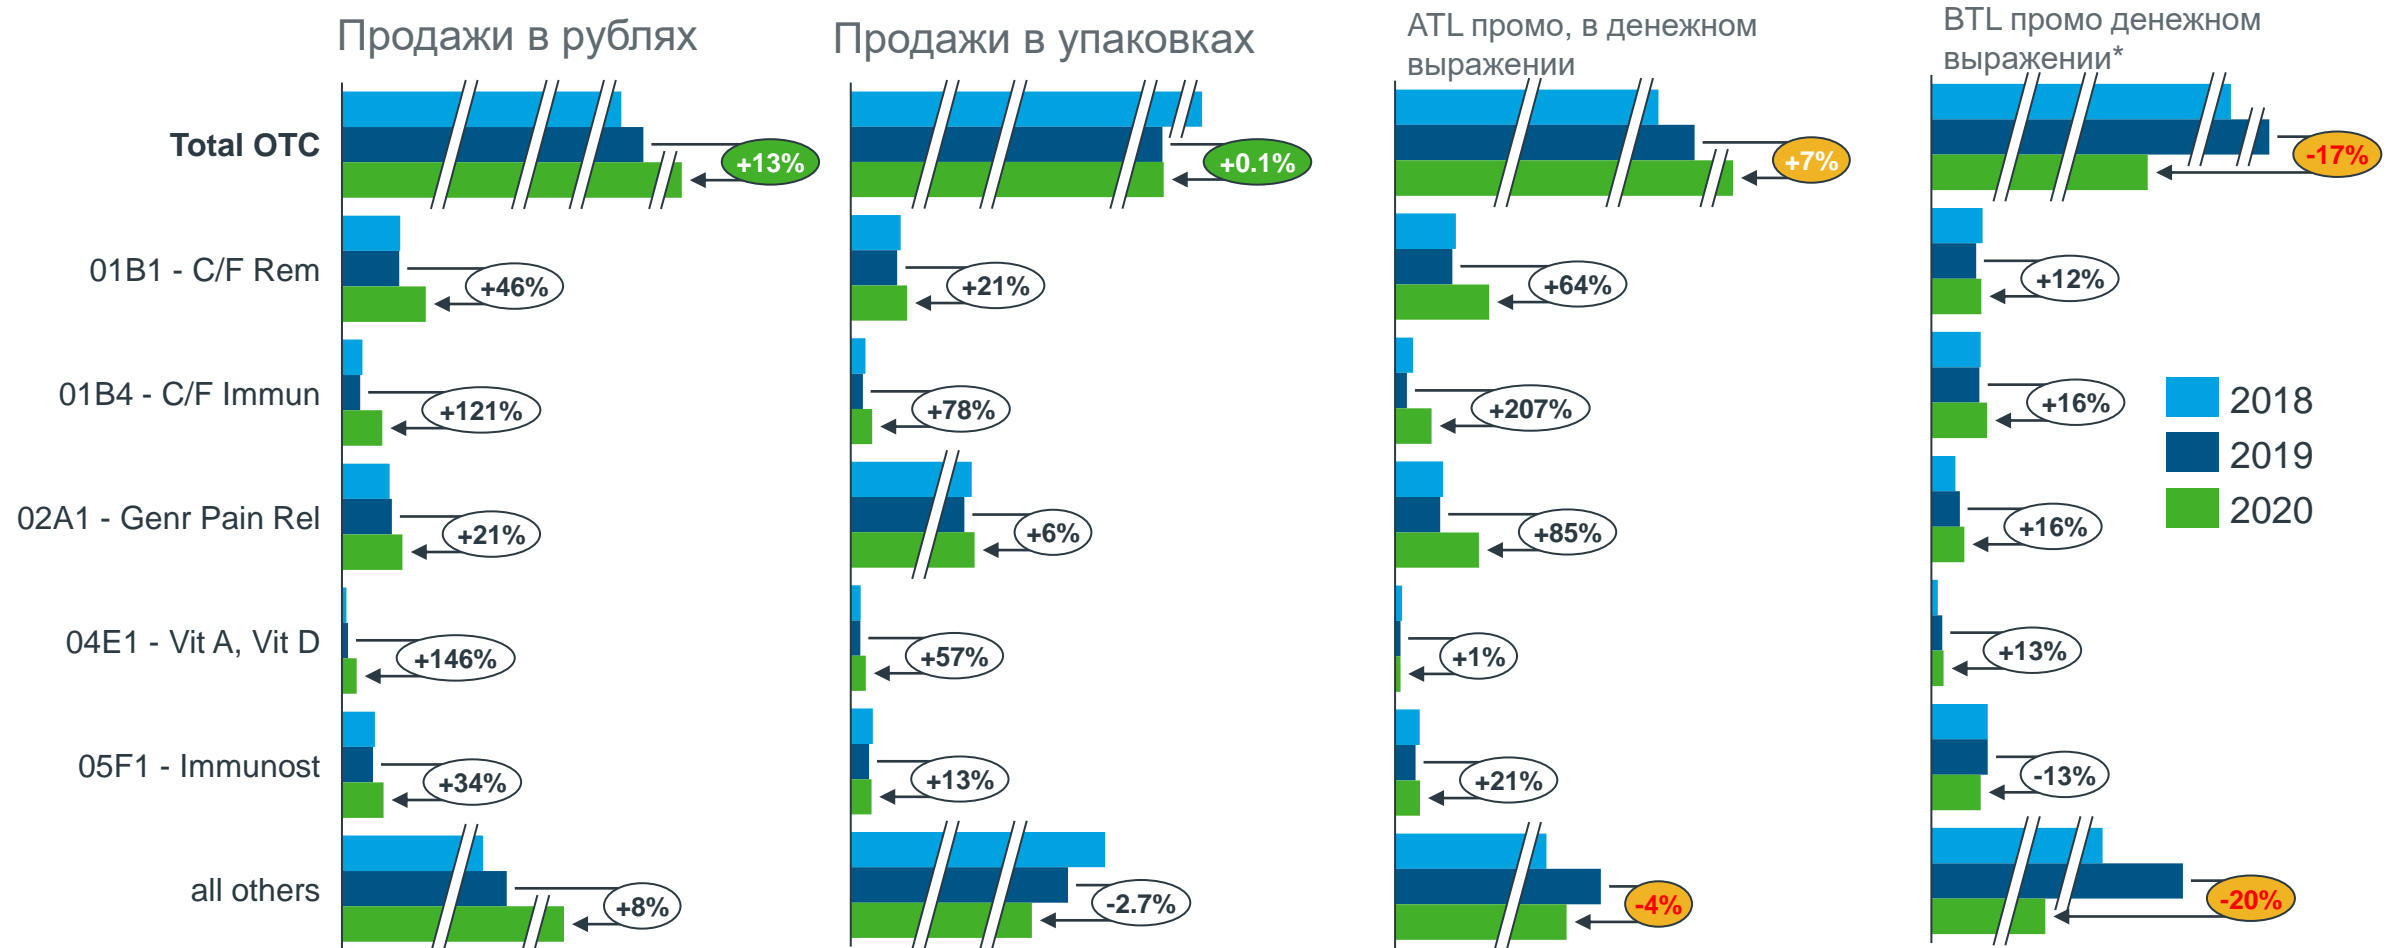 Продажи в рублях
Продажи в упаковках
ATL промо, в денежном
выражении
BTL промо денежном
выражении*
Total OTC
+13%
+0.1%
+7%
-17%
01B1 - C/F Rem
+46%
+21%
+64%
+12%
01B4 - C/F Immun
+121%
+78%
+207%
+16%
02A1 - Genr Pain Rel
+21%
+6%
+85%
+16%
04E1 - Vit A, Vit D
+146%
+57%
+1%
+13%
05F1 - Immunost
+34%
+13%
+21%
-13%
all others
+8%
-2.7%
-4%
-20%
2018
2019
2020